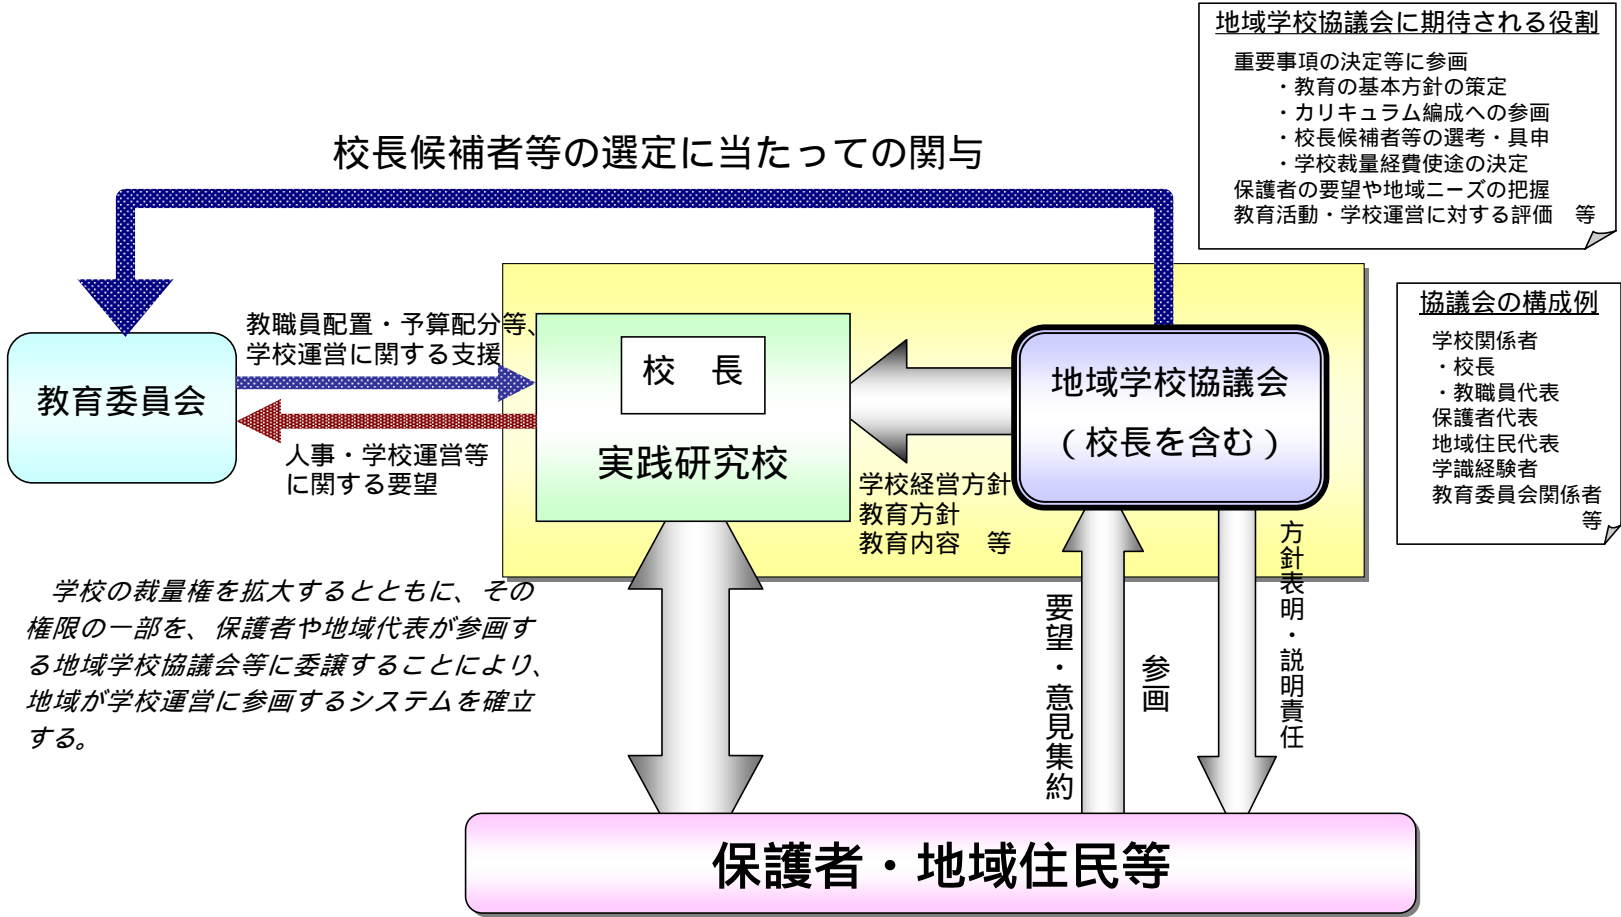 地域学校協議会に期待される役割
重要事項の決定等に参画
・教育の基本方針の策定
・カリキュラム編成への参画
・校長候補者等の選考・具申
・学校裁量経費使途の決定
保護者の要望や地域ニーズの把握
教育活動・学校運営に対する評価　等
校長候補者等の選定に当たっての関与
協議会の構成例
学校関係者
・校長
・教職員代表
保護者代表
地域住民代表
学識経験者
教育委員会関係者
等
教育委員会
教職員配置・予算配分等、
学校運営に関する支援
人事・学校運営等
に関する要望
校　長
実践研究校
地域学校協議会
（校長を含む）
学校経営方針
教育方針
教育内容　等
学校の裁量権を拡大するとともに、その
権限の一部を、保護者や地域代表が参画す
る地域学校協議会等に委譲することにより、
地域が学校運営に参画するシステムを確立
する。
要望・意見集約
参画
方針表明・説明責任
保護者・地域住民等